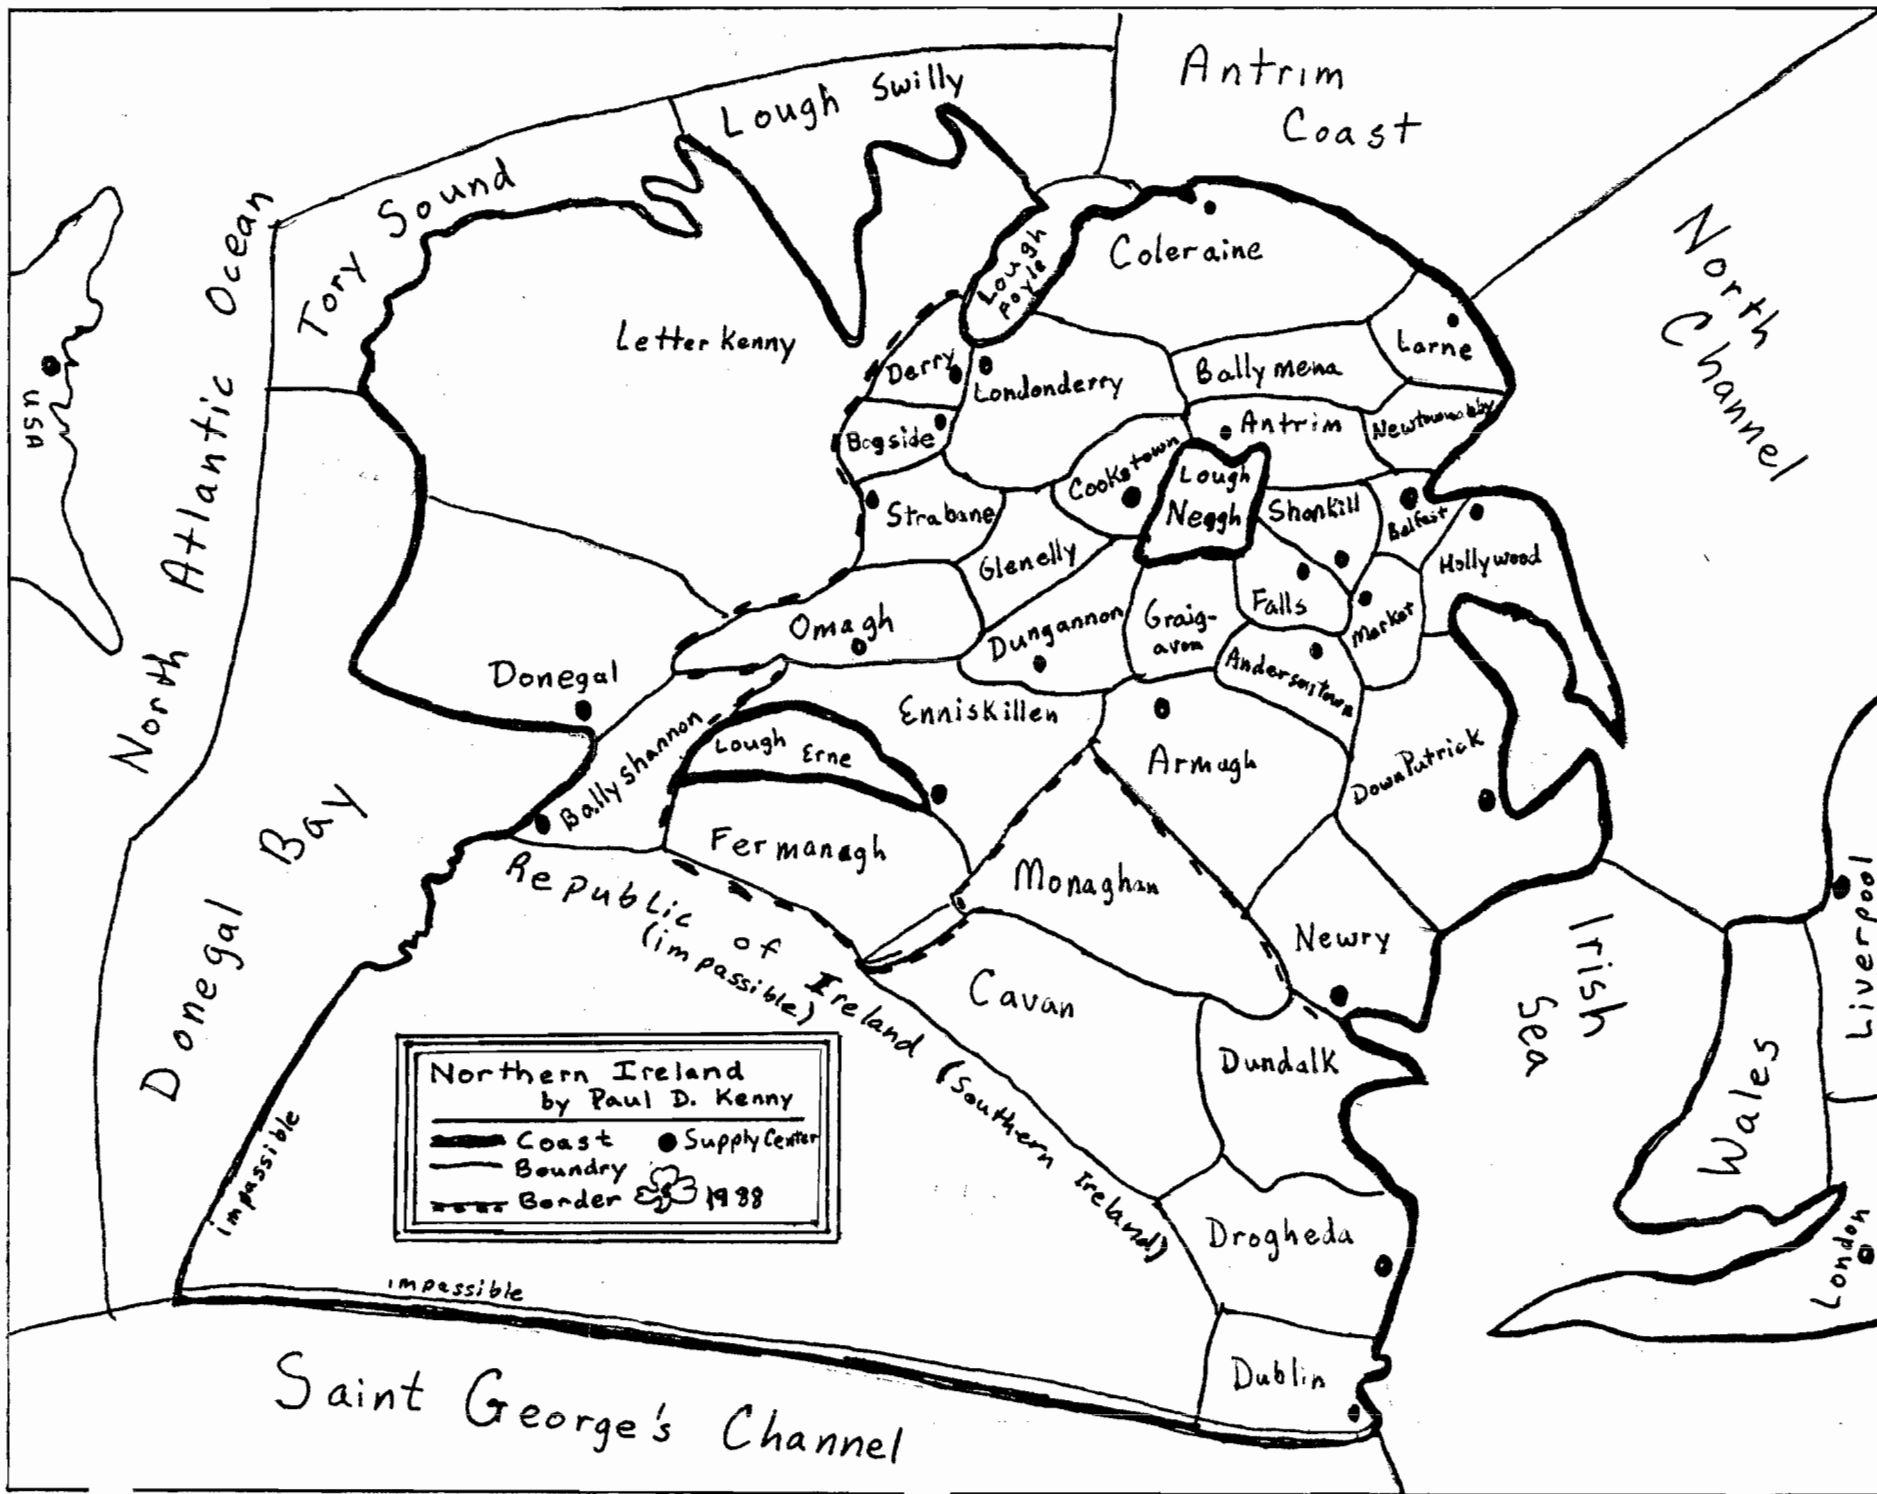 Antrim
Coast
Lough Swilly
Tory Sound
North Atlantic Ocean
North
Channel
USA
Lough
Foyle
Coleraine
Letterkenny
Larne
Derry
Londonderry
Ballymena
Bogside
Antrim
Newtownabby
Cookstown
Lough
Neggh
Shankill
Belfast
Strabane
Glenelly
Hollywood
Omagh
Dungannon
Graig-
avon
Falls
Market
Anderson
Donegal
Ballyshannon
Enniskillen
Lough Erne
Armagh
DownPatrick
Fermanagh
Monaghan
Newry
Donegal Bay
Republic of Ireland (Southern Ireland)
(impassible)
Cavan
Dundalk
Irish
Sea
Wales
Liverpool
London
Drogheda
Dublin
impassible
impassible
Northern Ireland
by Paul D. Kenny
Coast Supply Center
Boundry
Border 1988
Saint George's Channel